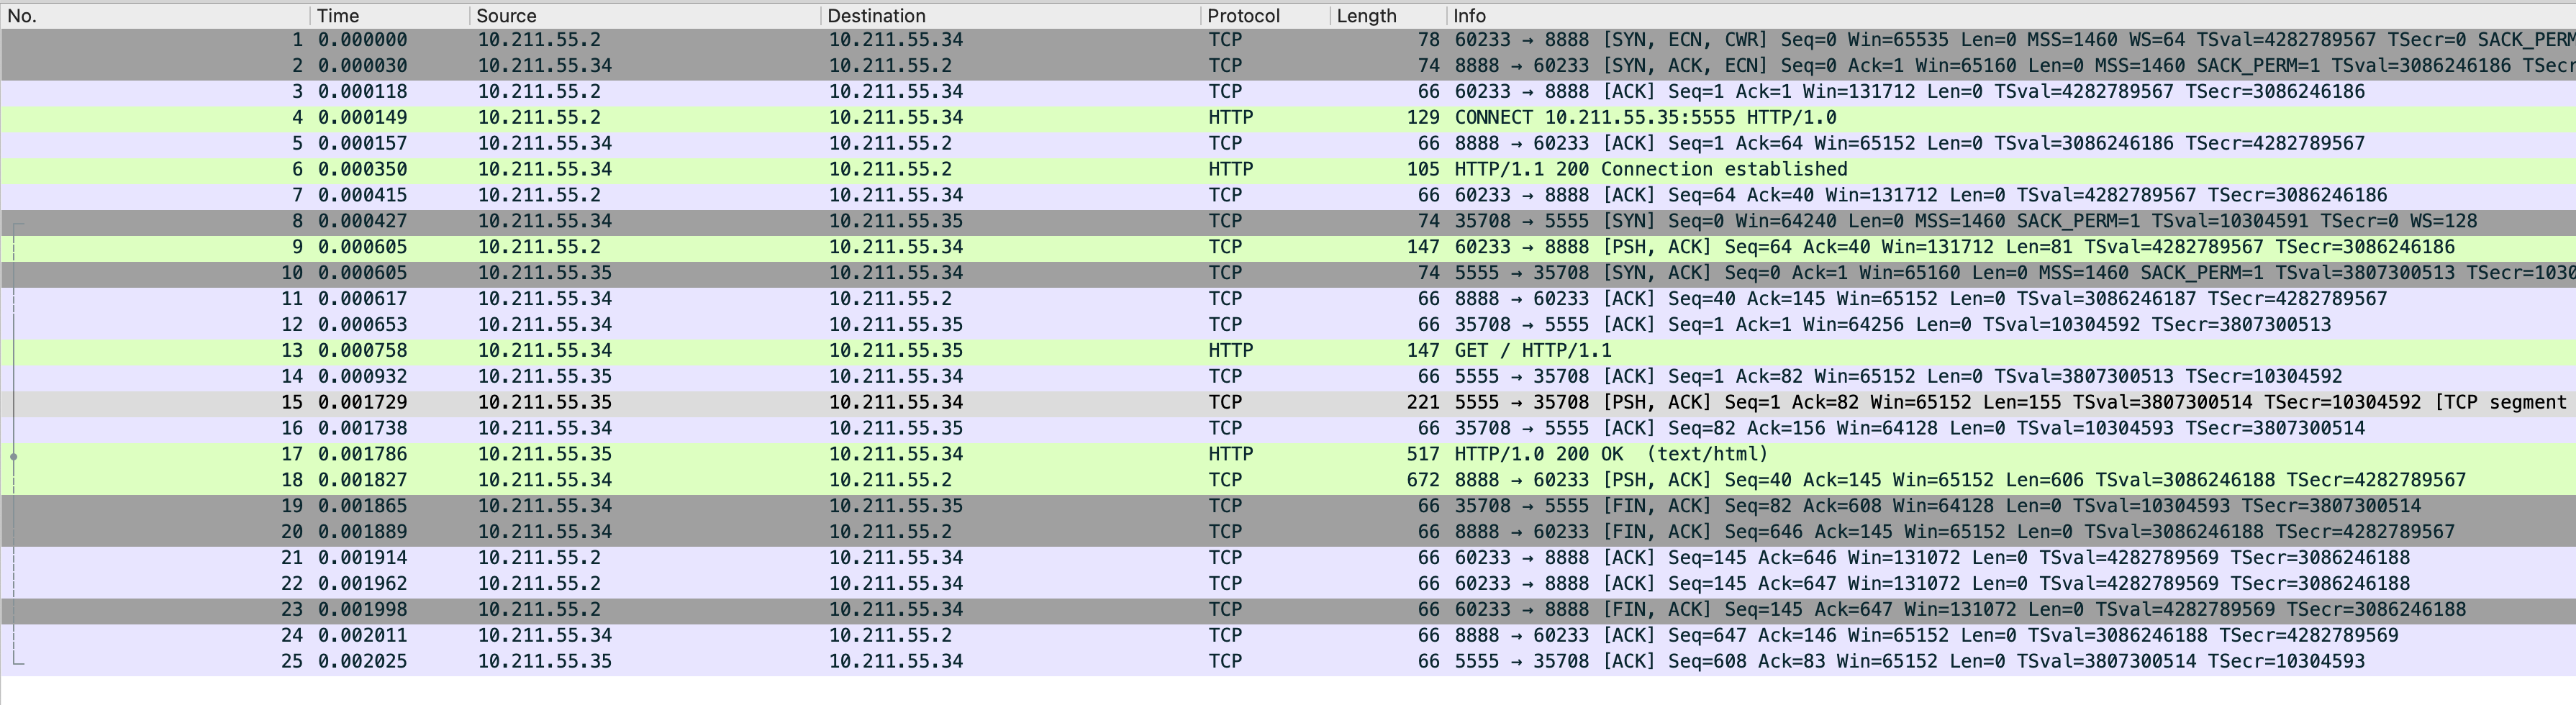 No. Time Source Destination Protocol Length Info
1 0.000000 10.211.55.2 10.211.55.34 TCP 78 60233 → 8888 [SYN, ECN, CWR] Seq=0 Win=65535 Len=0 MSS=1460 WS=64 TSval=4282789567 TSecr=0 SACK_PERM
2 0.000030 10.211.55.34 10.211.55.2 TCP 74 8888 → 60233 [SYN, ACK, ECN] Seq=0 Ack=1 Win=65160 Len=0 MSS=1460 SACK_PERM=1 TSval=3086246186 TSecr
3 0.000118 10.211.55.2 10.211.55.34 TCP 66 60233 → 8888 [ACK] Seq=1 Ack=1 Win=131712 Len=0 TSval=4282789567 TSecr=3086246186
4 0.000149 10.211.55.2 10.211.55.34 HTTP 129 CONNECT 10.211.55.35:5555 HTTP/1.0
5 0.000157 10.211.55.34 10.211.55.2 TCP 66 8888 → 60233 [ACK] Seq=1 Ack=64 Win=65152 Len=0 TSval=3086246186 TSecr=4282789567
6 0.000350 10.211.55.34 10.211.55.2 HTTP 105 HTTP/1.1 200 Connection established
7 0.000415 10.211.55.2 10.211.55.34 TCP 66 60233 → 8888 [ACK] Seq=64 Ack=40 Win=131712 Len=0 TSval=4282789567 TSecr=3086246186
8 0.000427 10.211.55.34 10.211.55.35 TCP 74 35708 → 5555 [SYN] Seq=0 Win=64240 Len=0 MSS=1460 SACK_PERM=1 TSval=10304591 TSecr=0 WS=128
9 0.000605 10.211.55.2 10.211.55.34 TCP 147 60233 → 8888 [PSH, ACK] Seq=64 Ack=40 Win=131712 Len=81 TSval=4282789567 TSecr=3086246186
10 0.000605 10.211.55.35 10.211.55.34 TCP 74 5555 → 35708 [SYN, ACK] Seq=0 Ack=1 Win=65160 Len=0 MSS=1460 SACK_PERM=1 TSval=3807300513 TSecr=1030
11 0.000617 10.211.55.34 10.211.55.2 TCP 66 8888 → 60233 [ACK] Seq=40 Ack=145 Win=65152 Len=0 TSval=3086246187 TSecr=4282789567
12 0.000653 10.211.55.34 10.211.55.35 TCP 66 35708 → 5555 [ACK] Seq=1 Ack=1 Win=64256 Len=0 TSval=10304592 TSecr=3807300513
13 0.000758 10.211.55.34 10.211.55.35 HTTP 147 GET / HTTP/1.1
14 0.000932 10.211.55.35 10.211.55.34 TCP 66 5555 → 35708 [ACK] Seq=1 Ack=82 Win=65152 Len=0 TSval=3807300513 TSecr=10304592
15 0.001729 10.211.55.35 10.211.55.34 TCP 221 5555 → 35708 [PSH, ACK] Seq=1 Ack=82 Win=65152 Len=155 TSval=3807300514 TSecr=10304592 [TCP segment
16 0.001738 10.211.55.34 10.211.55.35 TCP 66 35708 → 5555 [ACK] Seq=82 Ack=156 Win=64128 Len=0 TSval=10304593 TSecr=3807300514
17 0.001786 10.211.55.35 10.211.55.34 HTTP 517 HTTP/1.0 200 OK (text/html)
18 0.001827 10.211.55.34 10.211.55.2 TCP 672 8888 → 60233 [PSH, ACK] Seq=40 Ack=145 Win=65152 Len=606 TSval=3086246188 TSecr=4282789567
19 0.001865 10.211.55.34 10.211.55.35 TCP 66 35708 → 5555 [FIN, ACK] Seq=82 Ack=608 Win=64128 Len=0 TSval=10304593 TSecr=3807300514
20 0.001889 10.211.55.34 10.211.55.2 TCP 66 8888 → 60233 [FIN, ACK] Seq=646 Ack=145 Win=65152 Len=0 TSval=3086246188 TSecr=4282789567
21 0.001914 10.211.55.2 10.211.55.34 TCP 66 60233 → 8888 [ACK] Seq=145 Ack=646 Win=131072 Len=0 TSval=4282789569 TSecr=3086246188
22 0.001962 10.211.55.2 10.211.55.34 TCP 66 60233 → 8888 [ACK] Seq=145 Ack=647 Win=131072 Len=0 TSval=4282789569 TSecr=3086246188
23 0.001998 10.211.55.2 10.211.55.34 TCP 66 60233 → 8888 [FIN, ACK] Seq=145 Ack=647 Win=131072 Len=0 TSval=4282789569 TSecr=3086246188
24 0.002011 10.211.55.34 10.211.55.2 TCP 66 8888 → 60233 [ACK] Seq=647 Ack=146 Win=65152 Len=0 TSval=3086246188 TSecr=4282789569
25 0.002025 10.211.55.35 10.211.55.34 TCP 66 5555 → 35708 [ACK] Seq=608 Ack=83 Win=65152 Len=0 TSval=3807300514 TSecr=10304593